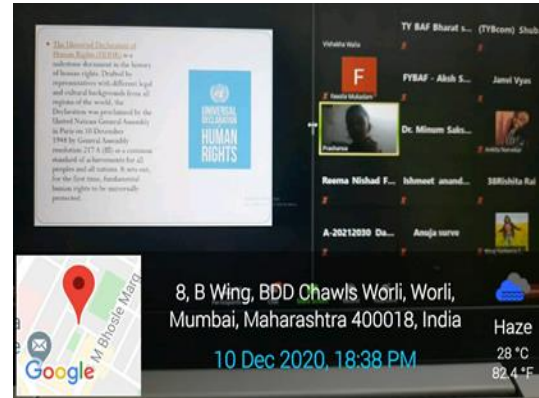 • The Universal Declaration of
Human Rights (UDHR) is a
milestone document in the history
of human rights. Drafted by
representatives with different legal
and cultural backgrounds from all
regions of the world, the
Declaration was proclaimed by the
United Nations General Assembly
in Paris on 10 December
1948 by General Assembly
resolution 217 A (III) as a common
standard of achievements for all
peoples and all nations. It sets out,
for the first time, fundamental
human rights to be universally
protected.
UNIVERSAL
DECLARATION
HUMAN
RIGHTS
TY BAF Bharat s...
(TYBcom) Shub
Vishakha Walia
F
FYBAF - Aksh S...
Janvi Vyas
Dr. Minum Saks...
Reema Nishad F...
Ishmeet anand...
38Rishita Rai
A-20212030 Da...
Anuja surve
M Bhosle Marg
Google
8, B Wing, BDD Chawls Worli, Worli,
Mumbai, Maharashtra 400018, India
10 Dec 2020, 18:38 PM
Haze
28 °C
82.4 °F